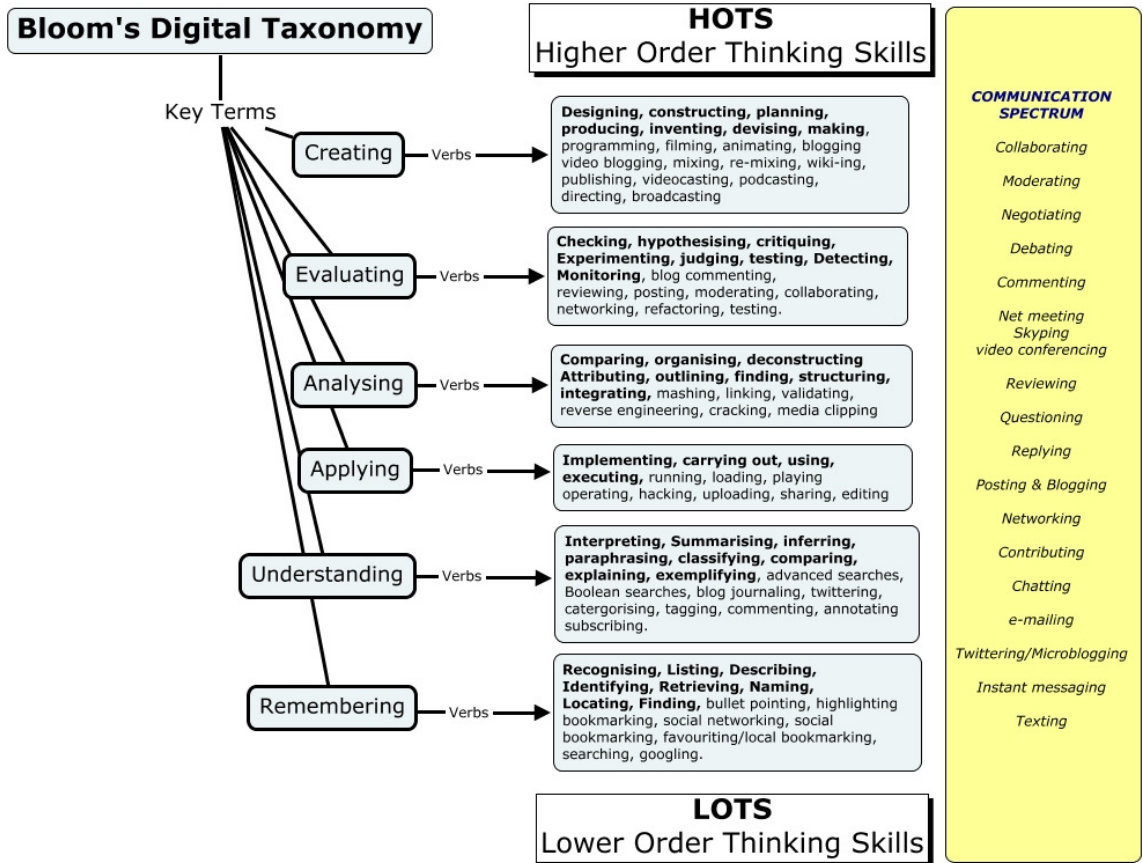 Bloom's Digital Taxonomy
HOTS
Higher Order Thinking Skills
Key Terms
Creating
Verbs
Designing, constructing, planning,
producing, inventing, devising, making,
programming, filming, animating, blogging
video blogging, mixing, re-mixing, wiki-ing,
publishing, videocasting, podcasting,
directing, broadcasting
Evaluating
Verbs
Checking, hypothesising, critiquing,
Experimenting, judging, testing, Detecting,
Monitoring, blog commenting,
reviewing, posting, moderating, collaborating,
networking, refactoring, testing.
Analysing
Verbs
Comparing, organising, deconstructing
Attributing, outlining, finding, structuring,
integrating, mashing, linking, validating,
reverse engineering, cracking, media clipping
Applying
Verbs
Implementing, carrying out, using,
executing, running, loading, playing
operating, hacking, uploading, sharing, editing
Understanding
Verbs
Interpreting, Summarising, inferring,
paraphrasing, classifying, comparing,
explaining, exemplifying, advanced searches,
Boolean searches, blog journaling, twittering,
catergorising, tagging, commenting, annotating
subscribing.
Remembering
Verbs
Recognising, Listing, Describing,
Identifying, Retrieving, Naming,
Locating, Finding, bullet pointing, highlighting
bookmarking, social networking, social
bookmarking, favouriting/local bookmarking,
searching, googling.
LOTS
Lower Order Thinking Skills
COMMUNICATION
SPECTRUM
Collaborating
Moderating
Negotiating
Debating
Commenting
Net meeting
Skyping
video conferencing
Reviewing
Questioning
Replying
Posting & Blogging
Networking
Contributing
Chatting
e-mailing
Twittering/Microblogging
Instant messaging
Texting